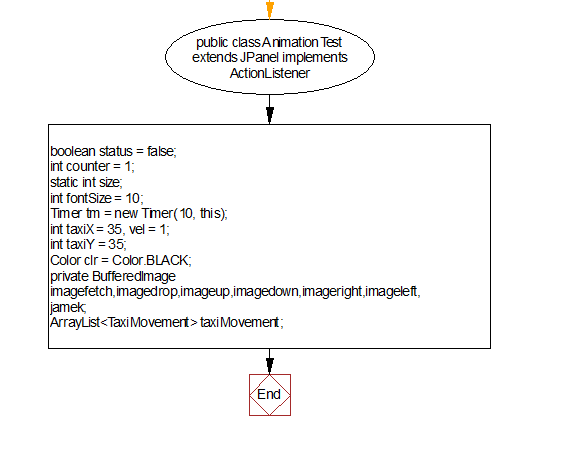 public class Animation Test
extends JPanel implements
ActionListener
boolean status = false;
int counter = 1;
static int size;
int fontSize = 10;
Timer tm = new Timer(10, this);
int taxiX = 35, vel = 1;
int taxiY = 35;
Color clr = Color.BLACK;
private BufferedImage
imagefetch,imagedrop,imageup,imagedown,imageright,imageleft,
jamek;
ArrayList<TaxiMovement> taxiMovement;
End